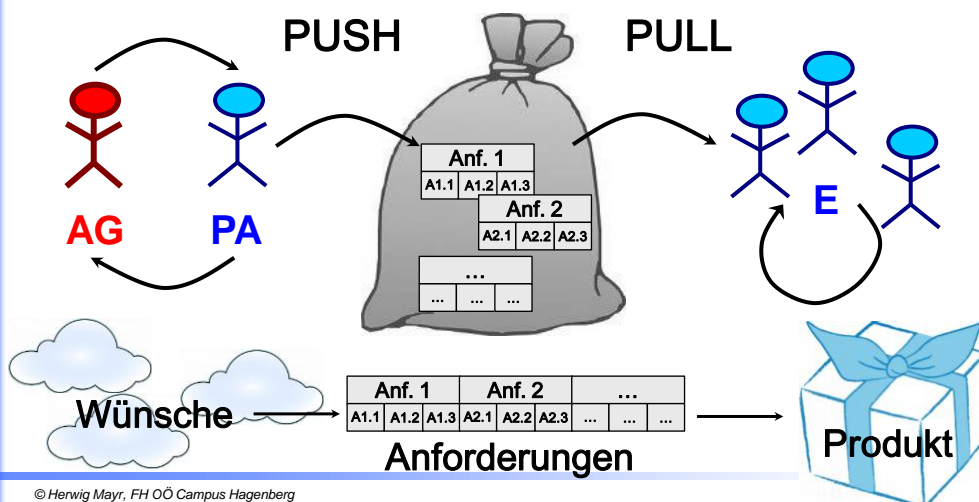 PUSH
PULL
Anf. 1
A1.1 A1.2 A1.3
Anf. 2
A2.1 A2.2 A2.3
...
... ... ...
AG
PA
E
Wünsche
Anf. 1 Anf. 2 ...
A1.1 A1.2 A1.3 A2.1 A2.2 A2.3 ... ... ...
Anforderungen
Produkt
© Herwig Mayr, FH OÖ Campus Hagenberg